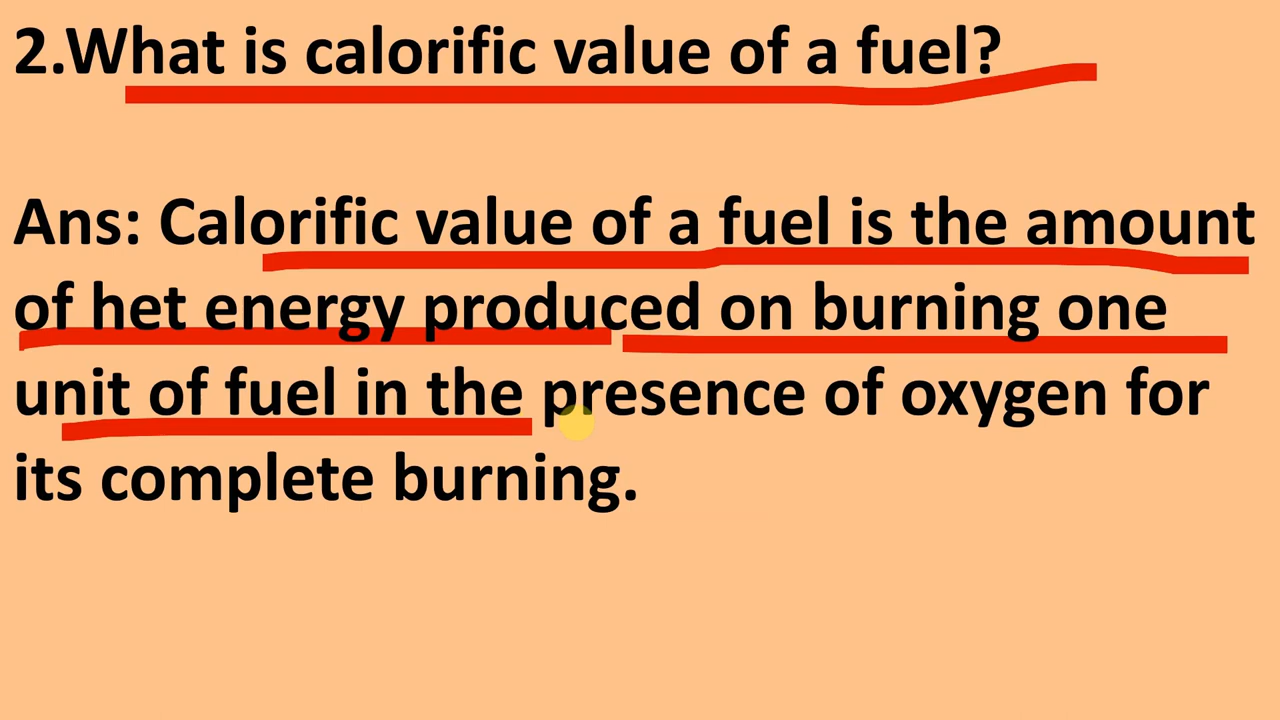 2.What is calorific value of a fuel?
Ans: Calorific value of a fuel is the amount
of het energy produced on burning one
unit of fuel in the presence of oxygen for
its complete burning.